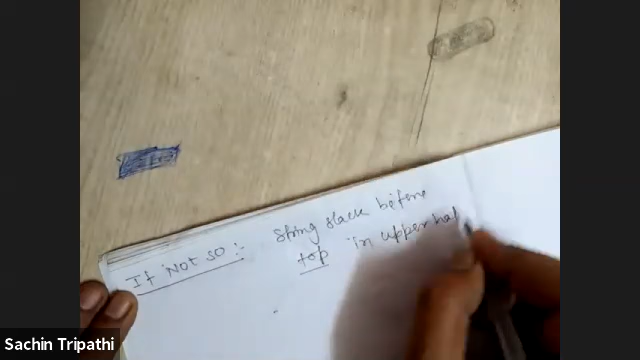 If Not so :- String slack before
top in upper hal
Sachin Tripathi